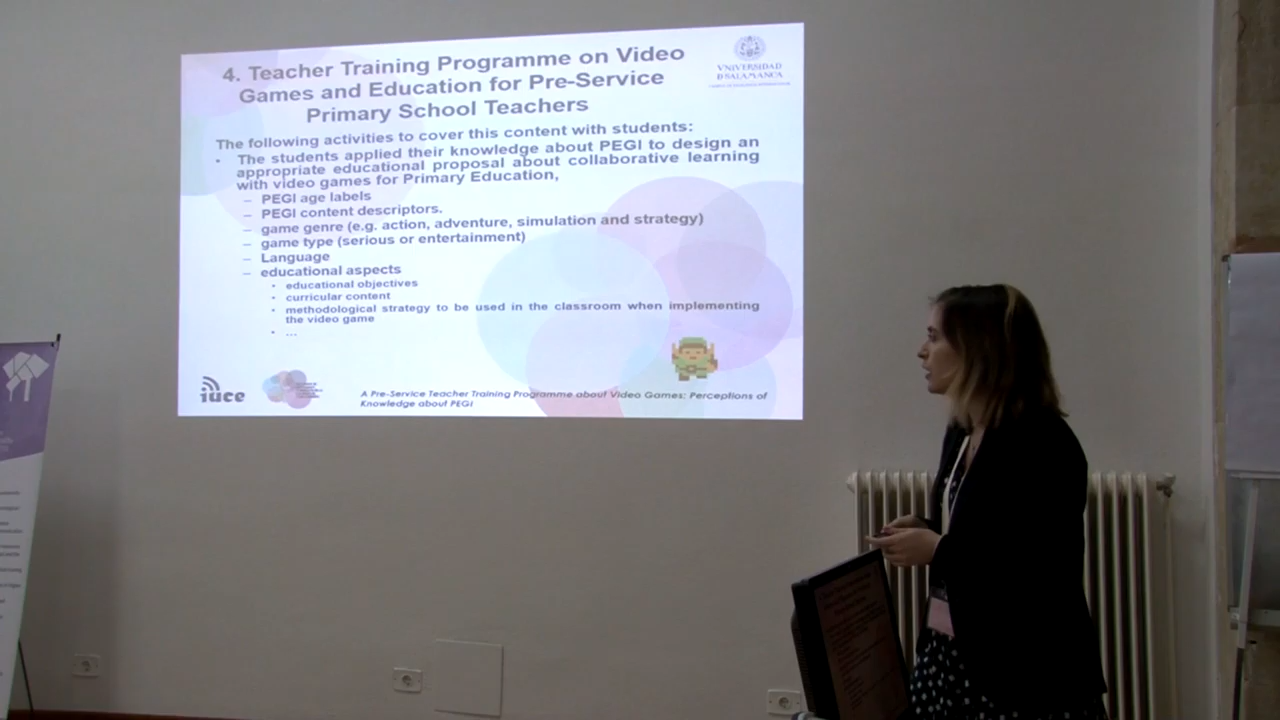 4. Teacher Training Programme on Video
Games and Education for Pre-Service
Primary School Teachers
VNiVERSiDAD
D SALAMANCA
The following activities to cover this content with students:
• The students applied their knowledge about PEGI to design an
appropriate educational proposal about collaborative learning
with video games for Primary Education,
– PEGI age labels
– PEGI content descriptors.
– game genre (e.g. action, adventure, simulation and strategy)
– game type (serious or entertainment)
– Language
– educational aspects
• educational objectives
• curricular content
• methodological strategy to be used in the classroom when implementing
the video game
• ...
iuce
A Pre-Service Teacher Training Programme about Video Games: Perceptions of
Knowledge about PEGI